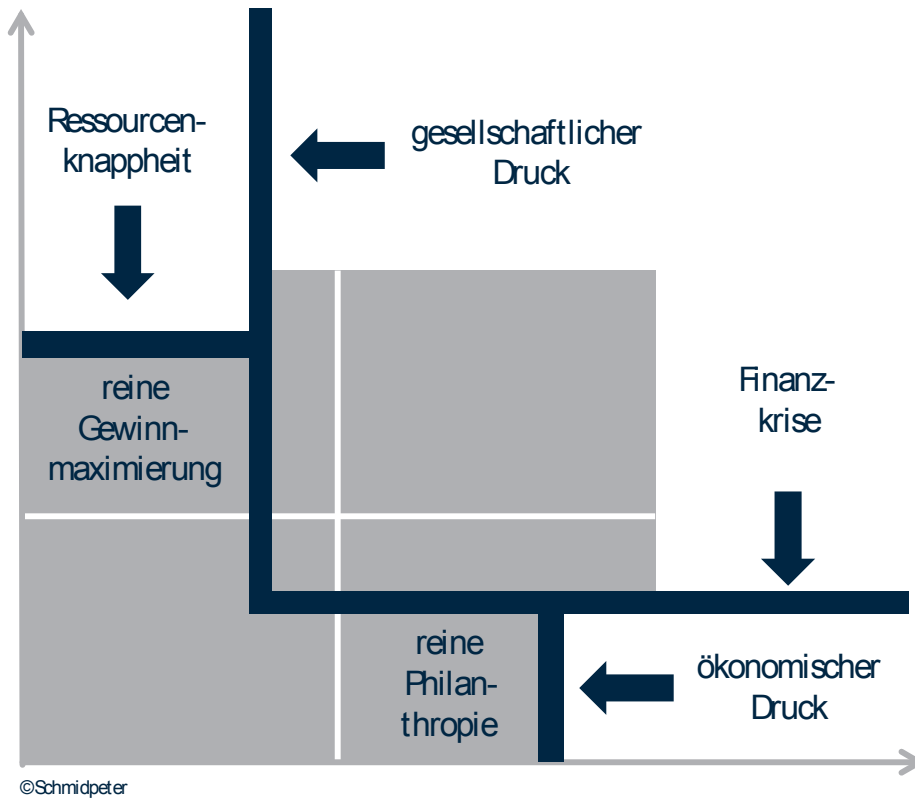 Ressourcen-
knappheit
gesellschaftlicher
Druck
reine
Gewinn-
maximierung
Finanz-
krise
reine
Philan-
thropie
ökonomischer
Druck
©Schmidpeter